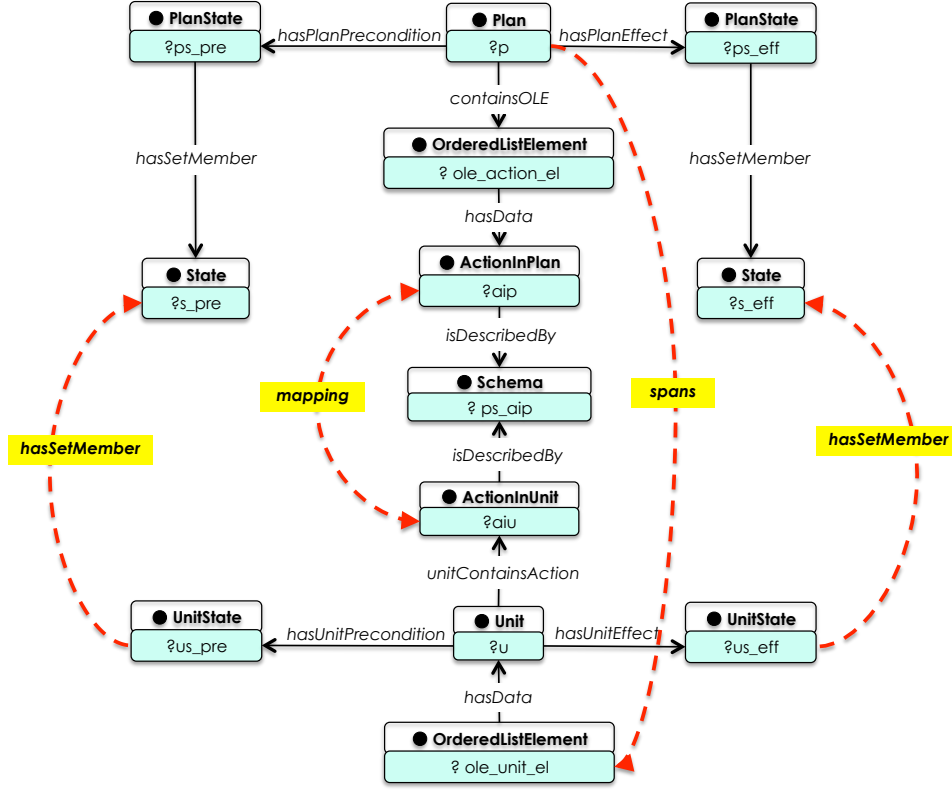 PlanState
Plan
PlanState
?ps_pre
hasPlanPrecondition
?p
hasPlanEffect
?ps_eff
containsOLE
OrderedListElement
? ole_action_el
hasSetMember
hasSetMember
hasData
State
ActionInPlan
State
?s_pre
?aip
?s_eff
isDescribedBy
Schema
mapping
? ps_aip
spans
hasSetMember
isDescribedBy
hasSetMember
ActionInUnit
?aiu
unitContainsAction
UnitState
Unit
UnitState
?us_pre
hasUnitPrecondition
?u
hasUnitEffect
?us_eff
hasData
OrderedListElement
? ole_unit_el